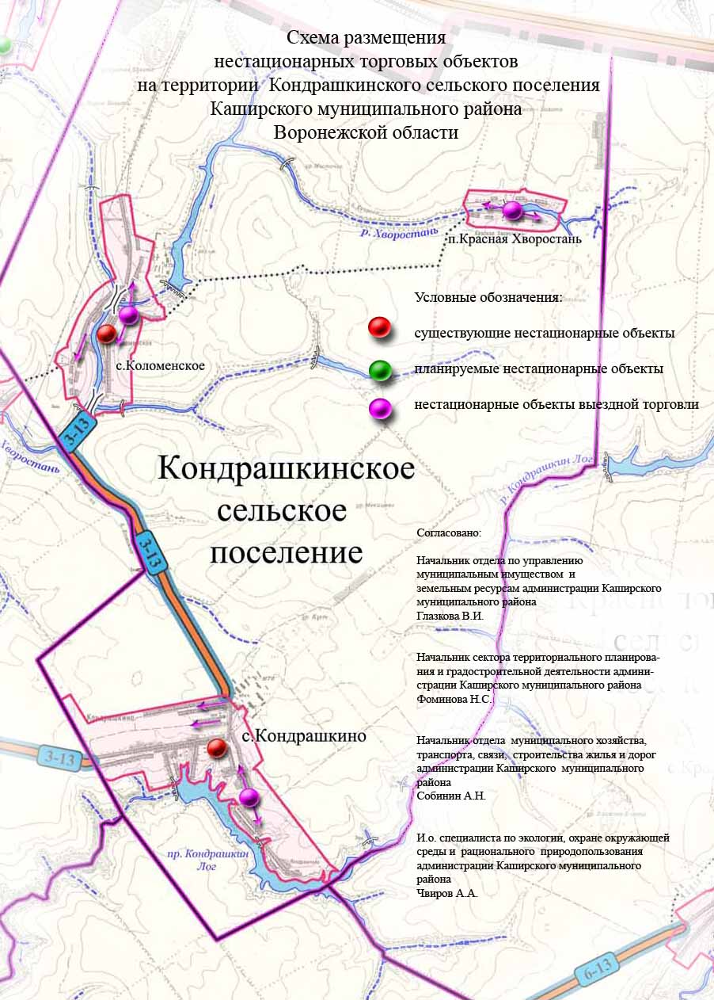 Схема размещения
нестационарных торговых объектов
на территории Кондрашкинского сельского поселения
Каширского муниципального района
Воронежской области
р. Хворостань
п.Красная Хворостань
Условные обозначения:
существующие нестационарные объекты
с.Коломенское
планируемые нестационарные объекты
нестационарные объекты выездной торговли
3-13
Хворостань
Кондрашкинское
сельское
поселение
р. Кондрашкин Лог
3-13
Согласовано:
Начальник отдела по управлению
муниципальным имуществом и
земельным ресурсам администрации Каширского
муниципального района
Глазкова В.И.
Начальник сектора территориального планирова-
ния и градостроительной деятельности админи-
страции Каширского муниципального района
Фоминова Н.С.
Кондрашкино
с.Кондрашкино
Начальник отдела муниципального хозяйства,
транспорта, связи, строительства жилья и дорог
администрации Каширского муниципального
района
Собинин А.Н.
3-13
И.о. специалиста по экологии, охране окружающей
среды и рационального природопользования
администрации Каширского муниципального
района
Чвиров А.А.
пр. Кондрашкин
Лог
6-13